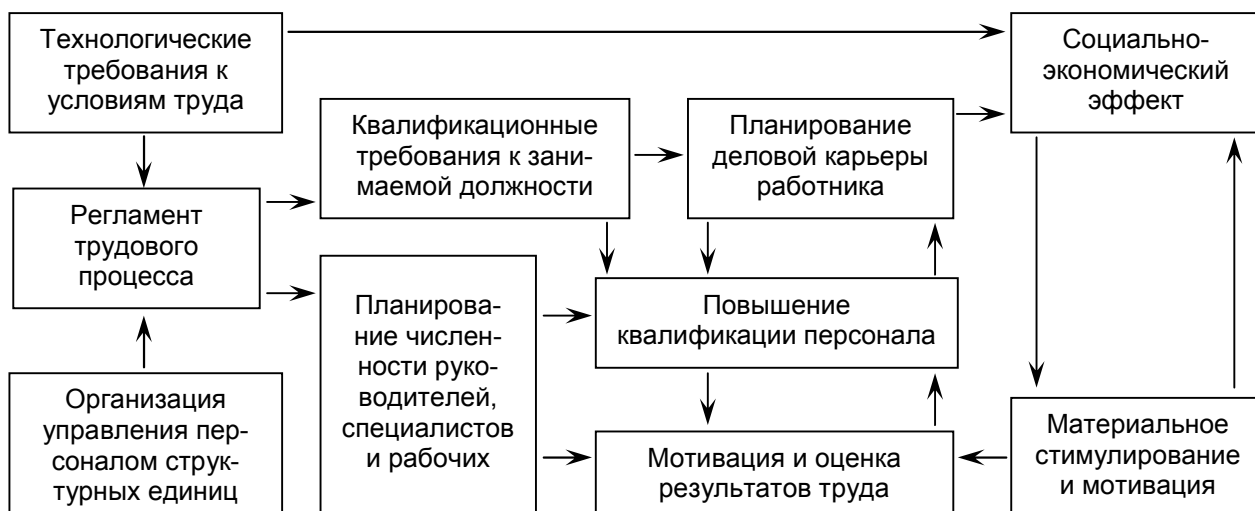 Технологические
требования к
условиям труда
Социально-
экономический
эффект
Квалификационные
требования к зани-
маемой должности
Планирование
деловой карьеры
работника
Регламент
трудового
процесса
Планирова-
ние числен-
ности руко-
водителей,
специалистов
и рабочих
Повышение
квалификации персонала
Организация
управления пер-
соналом струк-
турных единиц
Мотивация и оценка
результатов труда
Материальное
стимулирование
и мотивация